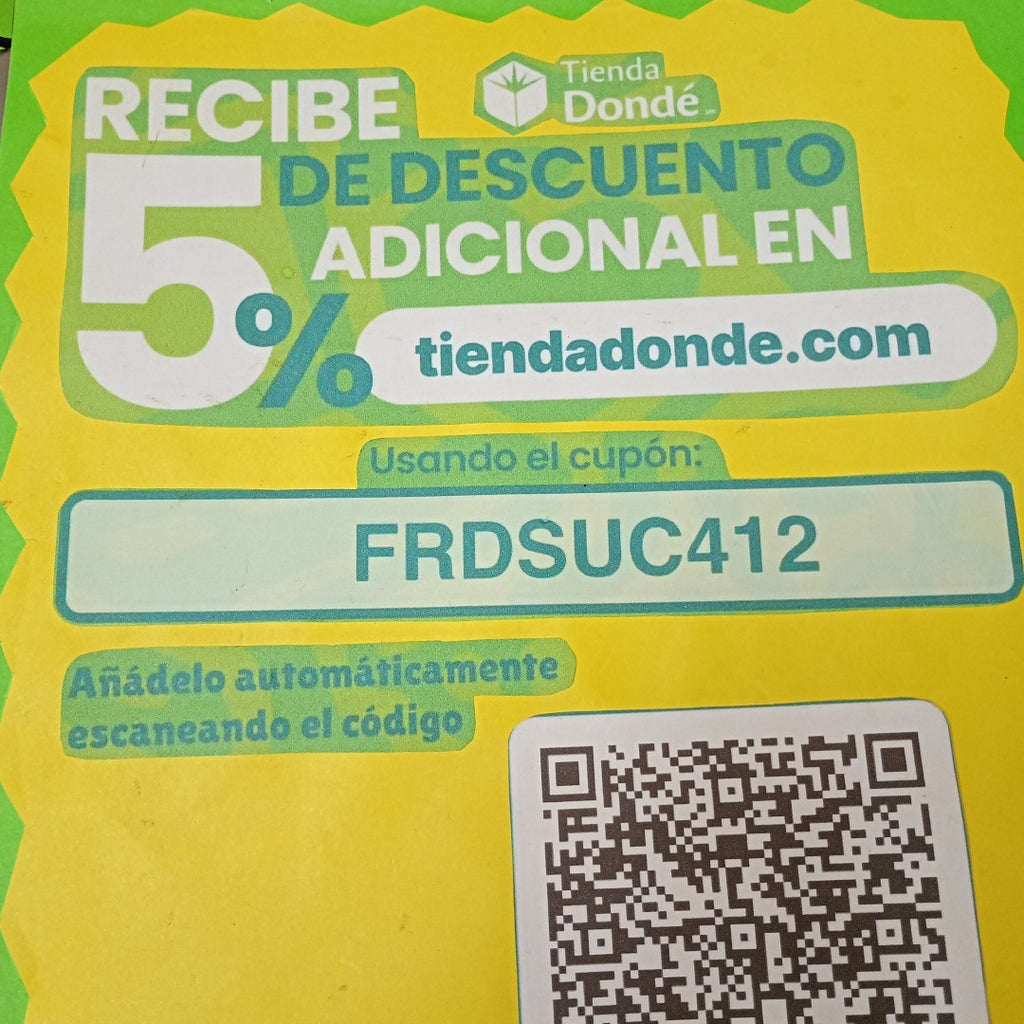 Tienda
Dondé
RECIBE
5%
DE DESCUENTO
ADICIONAL EN
tiendadonde.com
Usando el cupón:
FRDSUC412
Añádelo automáticamente
escaneando el código